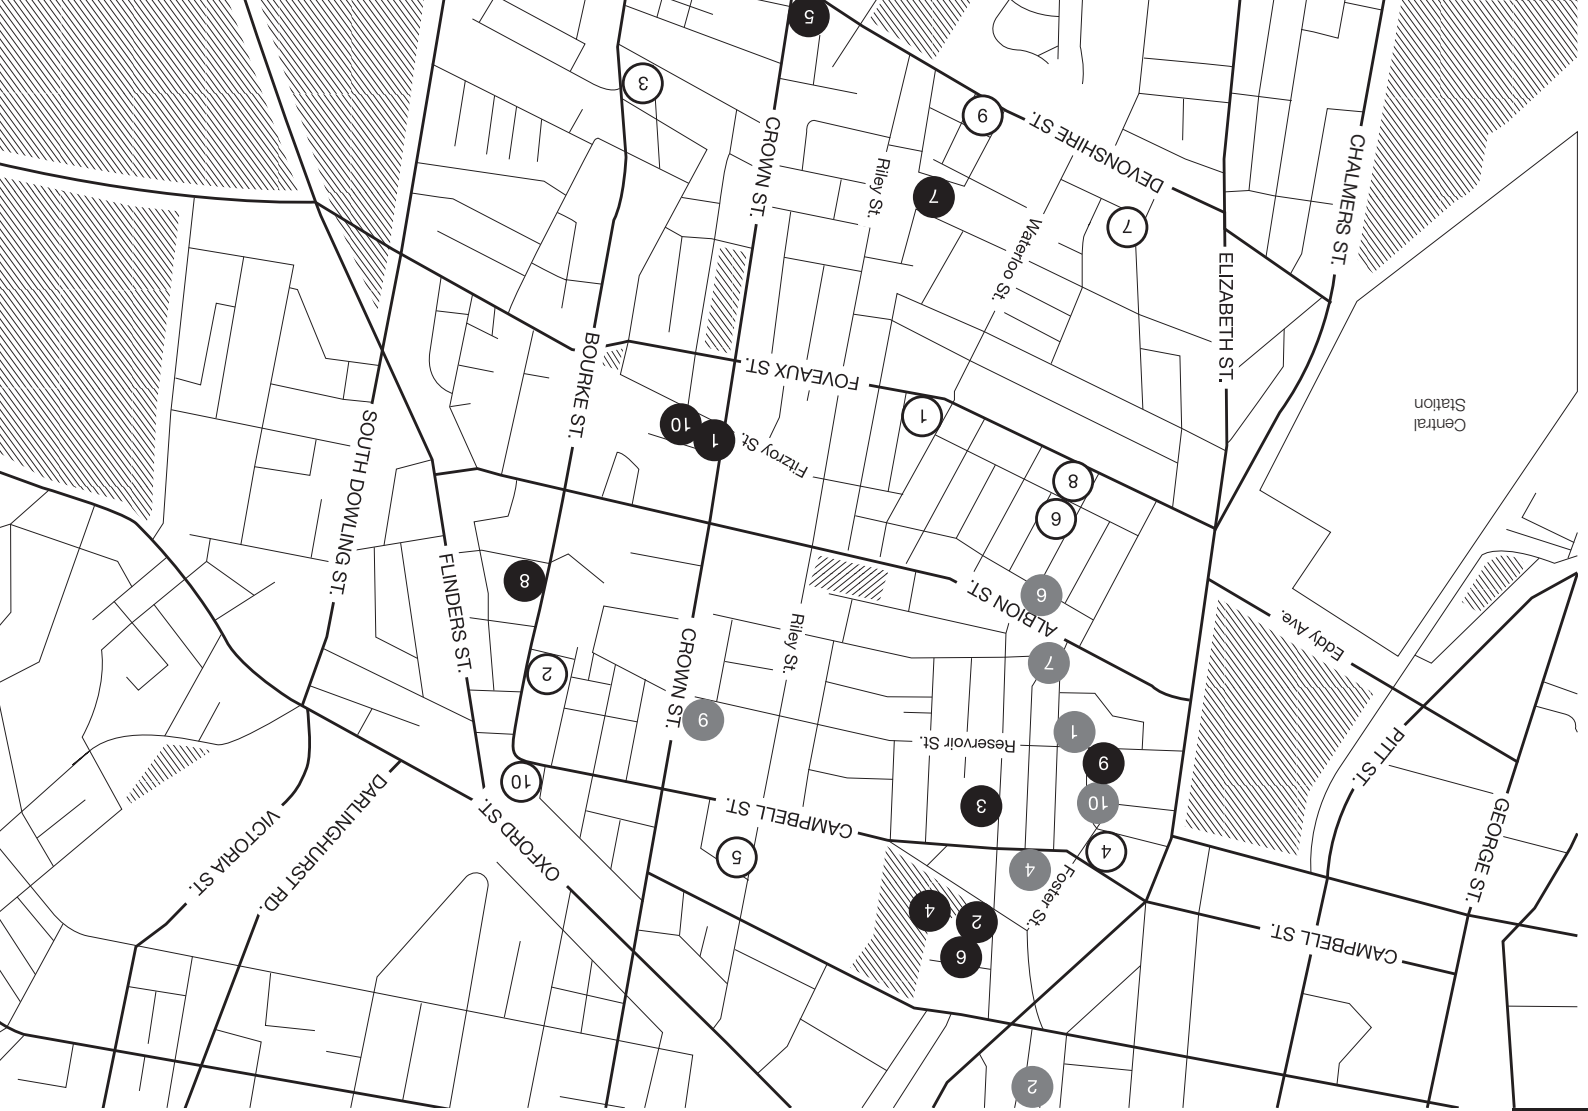 2
9
CAMPBELL ST.
2
Foster St.
4
DARLINGHURST RD.
VICTORIA ST.
4
4
5
GEORGE ST.
OXFORD ST.
CAMPBELL ST.
10
3
10
6
PITT ST.
Reservoir St.
1
6
CROWN ST.
2
7
Riley St.
Eddy Ave.
ALBION ST.
9
FLINDERS ST.
8
9
8
SOUTH DOWLING ST.
Fitzroy St.
1
10
Central
Station
1
FOVEAUX ST.
BOURKE ST.
ELIZABETH ST.
Waterloo St.
7
7
CHALMERS ST.
Riley St.
CROWN ST.
DEVONSHIRE ST.
6
3
5